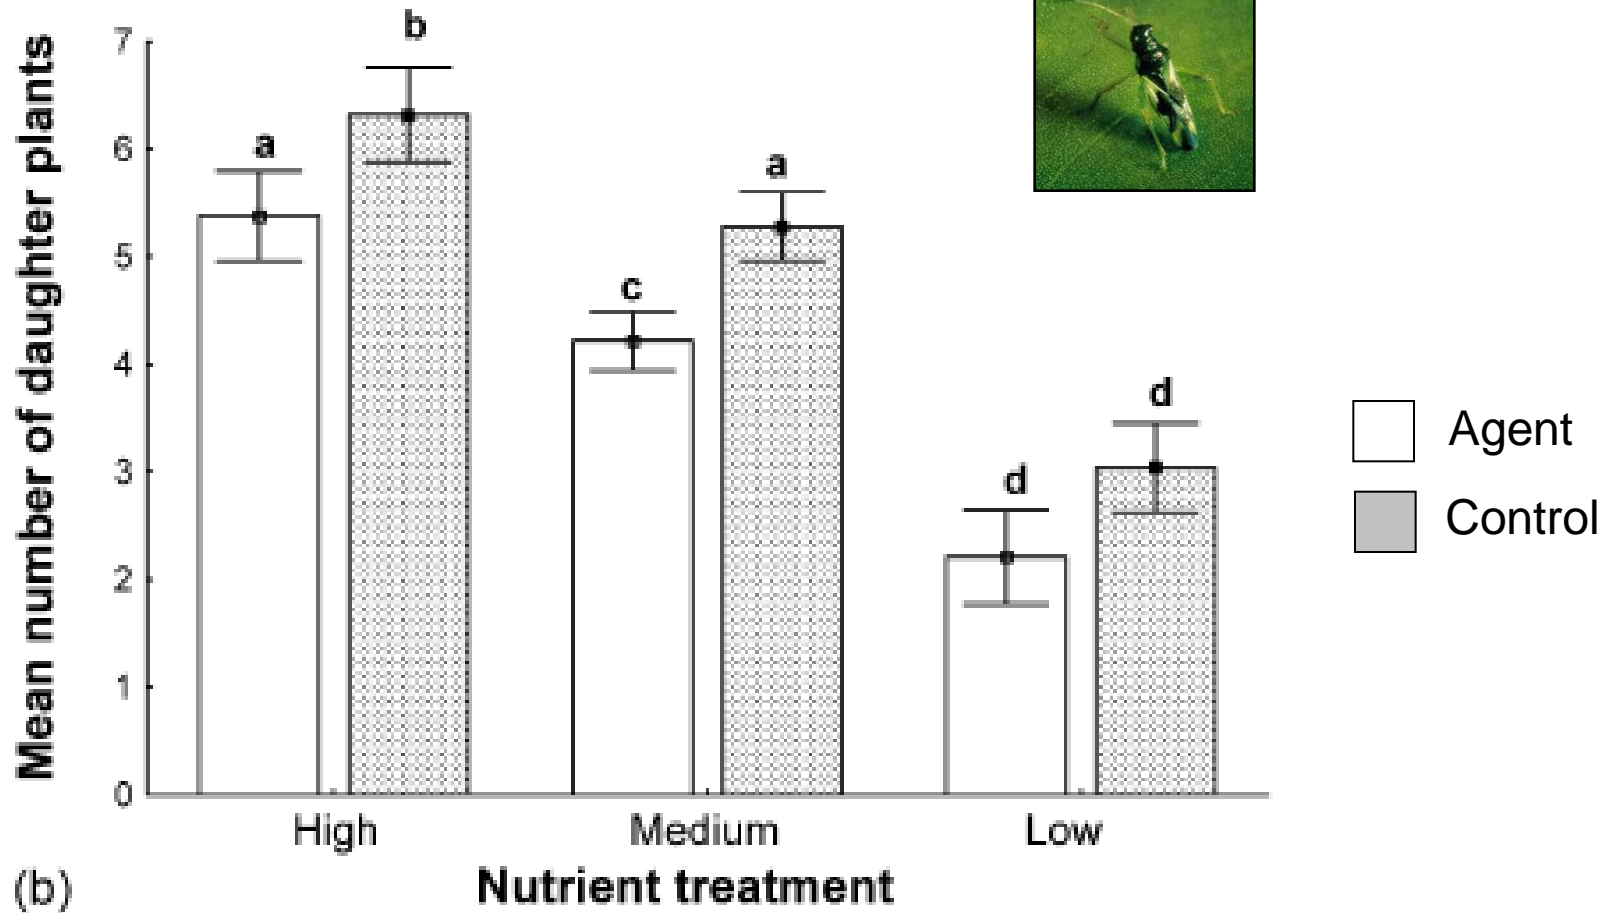 Mean number of daughter plants
7
6
5
4
3
2
1
0
a
b
c
a
d
d
High
Medium
Low
(b)
Nutrient treatment
Agent
Control